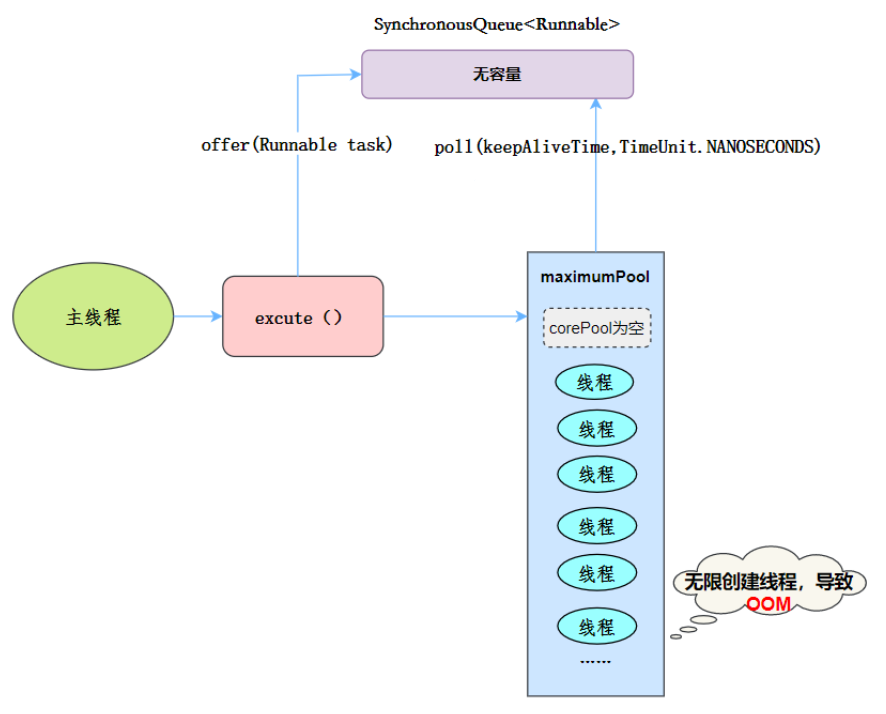 SynchronousQueue<Runnable>
无容量
offer(Runnable task)
poll(keepAliveTime,TimeUnit.NANOSECONDS)
主线程
excute（）
maximumPool
corePool为空
线程
线程
线程
线程
线程
线程
......
无限创建线程，导致
OOM